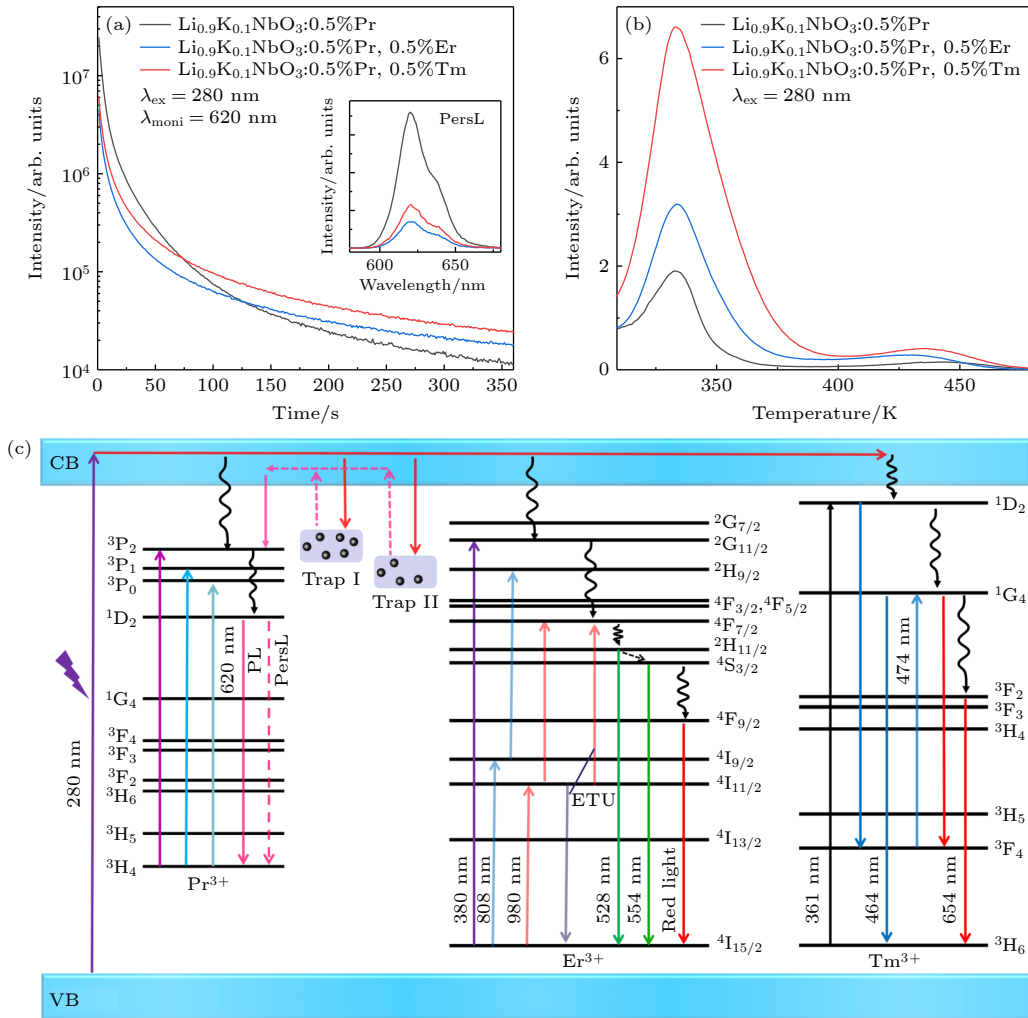 (a)
Li0.9K0.1NbO3:0.5%Pr
Li0.9K0.1NbO3:0.5%Pr, 0.5%Er
Li0.9K0.1NbO3:0.5%Pr, 0.5%Tm
λex = 280 nm
λmoni = 620 nm
PersL
Intensity/arb. units
600 650
Wavelength/nm
Intensity/arb. units
10⁷
10⁶
10⁵
10⁴
0 50 100 150 200 250 300 350
Time/s
(b)
Li0.9K0.1NbO3:0.5%Pr
Li0.9K0.1NbO3:0.5%Pr, 0.5%Er
Li0.9K0.1NbO3:0.5%Pr, 0.5%Tm
λex = 280 nm
Intensity/arb. units
6
4
2
0
350 400 450
Temperature/K
(c)
CB
280 nm
³P₂
³P₁
³P₀
¹D₂
¹G₄
³F₄
³F₃
³F₂
³H₆
³H₅
³H₄
620 nm
PL
PersL
Pr³⁺
Trap I
Trap II
²G7/2
²G11/2
²H9/2
⁴F3/2,⁴F5/2
⁴F7/2
²H11/2
⁴S3/2
⁴F9/2
⁴I9/2
⁴I11/2
⁴I13/2
⁴I15/2
ETU
380 nm
808 nm
980 nm
528 nm
554 nm
Red light
Er³⁺
¹D₂
¹G₄
³F₂
³F₃
³H₄
³H₅
³F₄
³H₆
474 nm
361 nm
464 nm
654 nm
Tm³⁺
VB